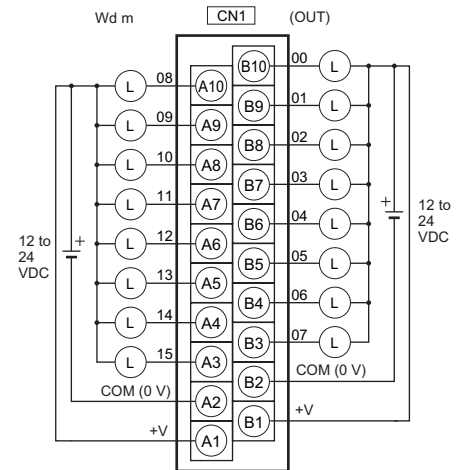 Wd m CN1 (OUT)
B10 00 L
L 08 A10
B9 01 L
L 09 A9
B8 02 L
L 10 A8
B7 03 L
L 11 A7
B6 04 L
L 12 A6
B5 05 L
L 13 A5
B4 06 L
L 14 A4
B3 07 L
L 15 A3
B2 COM (0 V)
COM (0 V) A2
B1 +V
+V A1
12 to
24
VDC
+
+
12 to
24
VDC